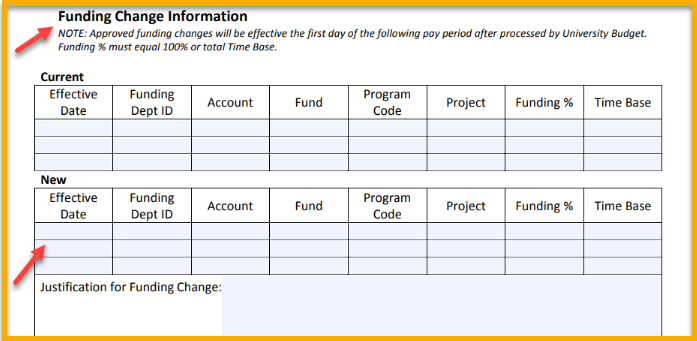 Funding Change Information
NOTE: Approved funding changes will be effective the first day of the following pay period after processed by University Budget.
Funding % must equal 100% or total Time Base.
Current
Effective Date Funding Dept ID Account Fund Program Code Project Funding % Time Base
New
Effective Date Funding Dept ID Account Fund Program Code Project Funding % Time Base
Justification for Funding Change: